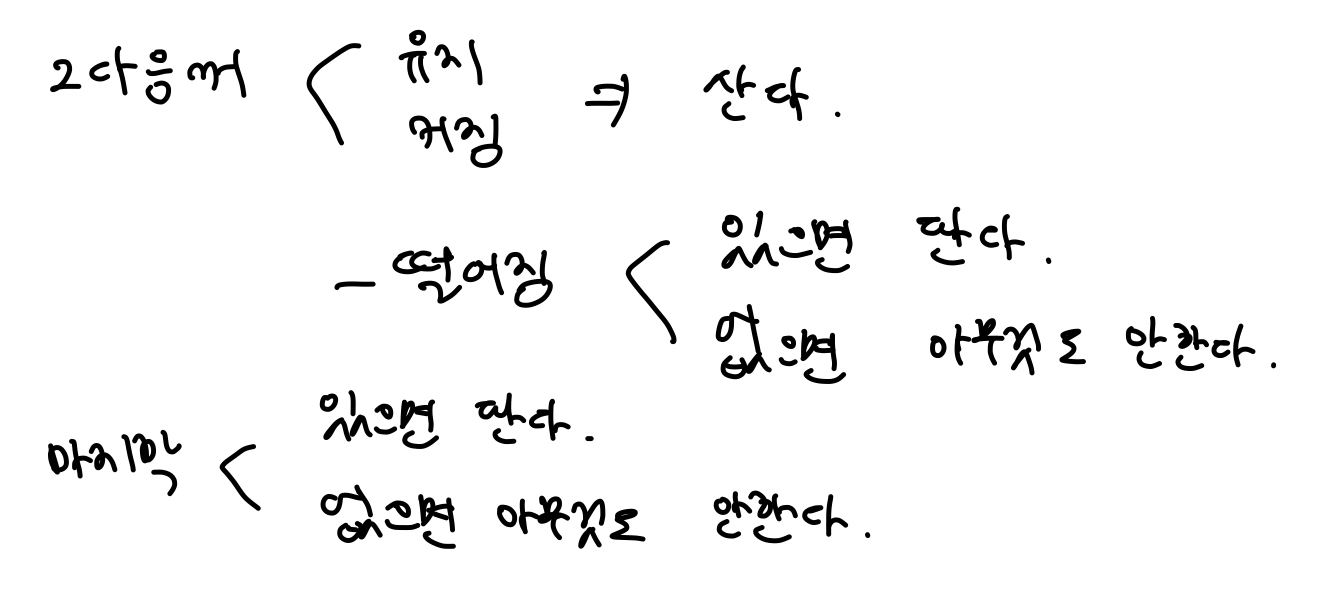 그다음께 유지 ⇒ 산다.
커짐
- 떨어짐 있으면 판다.
없으면 아무것도 안한다.
마지막 있으면 판다.
없으면 아무것도 안한다.